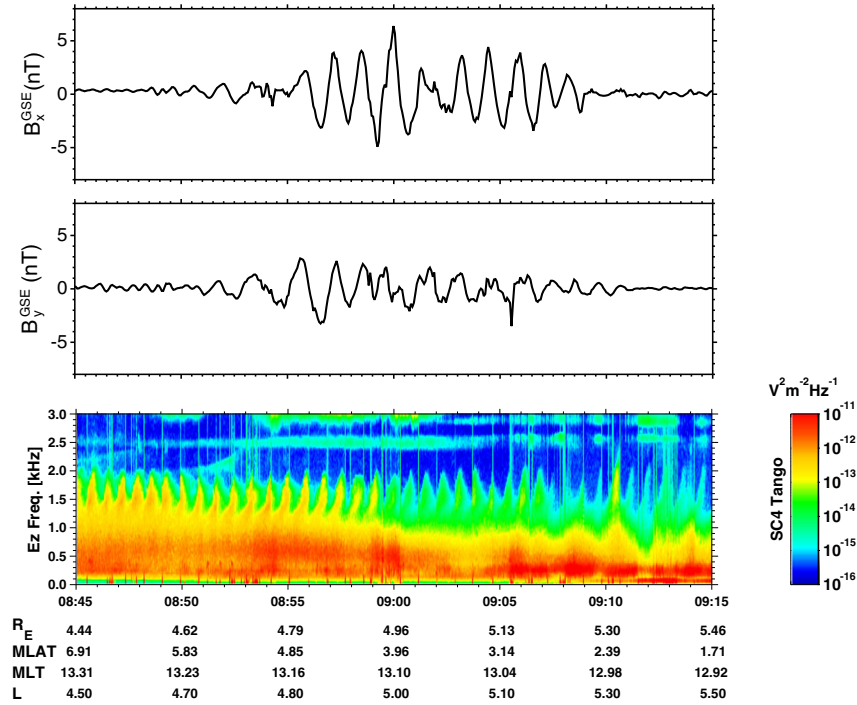 5
0
-5
B_x^GSE (nT)
5
0
-5
B_y^GSE (nT)
3.0
2.5
2.0
1.5
1.0
0.5
0.0
Ez Freq. [kHz]
08:45 08:50 08:55 09:00 09:05 09:10 09:15
V^2m^-2Hz^-1
10^-11
10^-12
10^-13
10^-14
10^-15
10^-16
SC4 Tango
R_E 4.44 4.62 4.79 4.96 5.13 5.30 5.46
MLAT 6.91 5.83 4.85 3.96 3.14 2.39 1.71
MLT 13.31 13.23 13.16 13.10 13.04 12.98 12.92
L 4.50 4.70 4.80 5.00 5.10 5.30 5.50